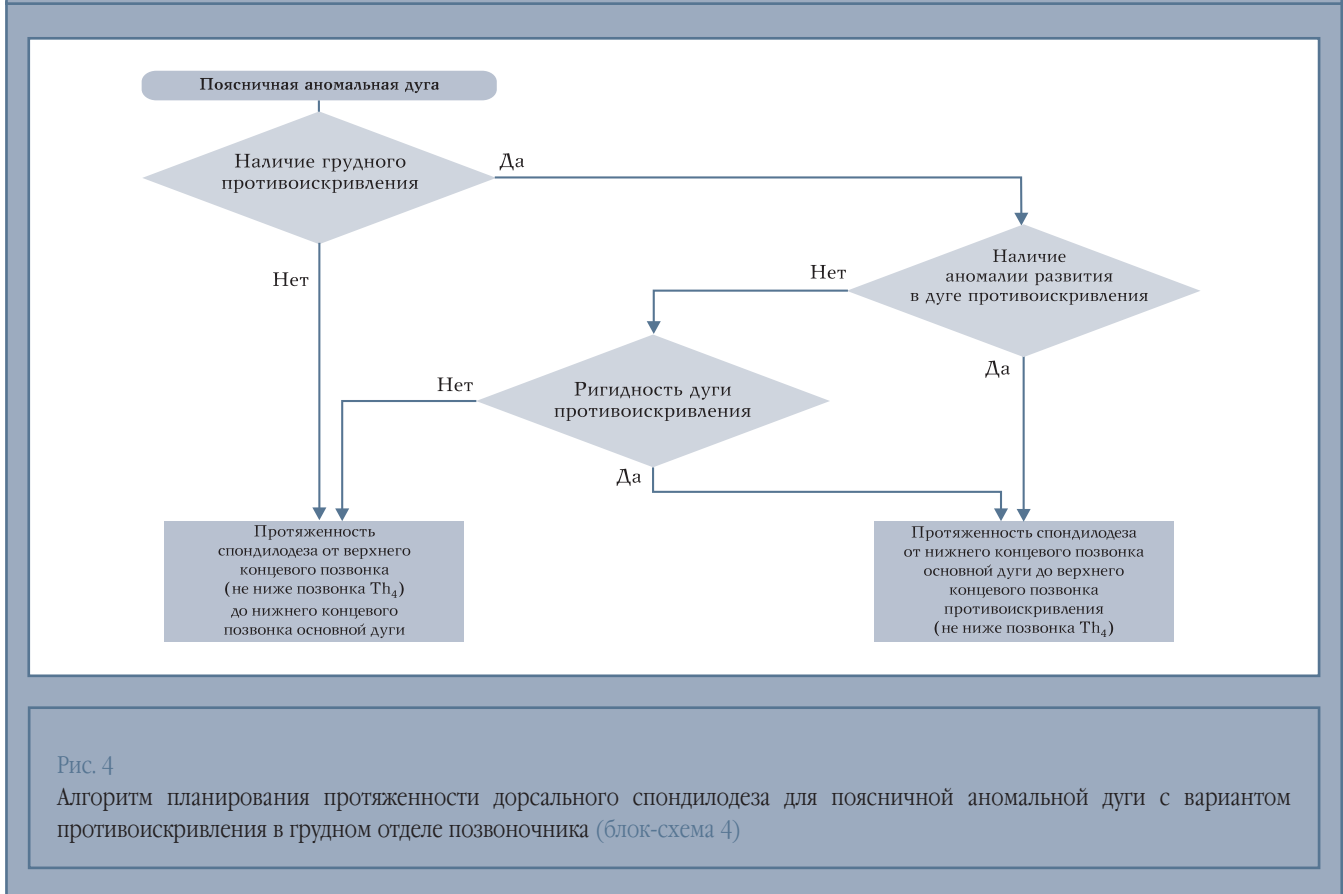 Поясничная аномальная дуга
Наличие грудного
противоискривления
Да
Нет
Наличие
аномалии развития
в дуге противоискривления
Нет
Да
Ригидность дуги
противоискривления
Нет
Да
Протяженность
спондилодеза от верхнего
концевого позвонка
(не ниже позвонка Th4)
до нижнего концевого
позвонка основной дуги
Протяженность спондилодеза
от нижнего концевого позвонка
основной дуги до верхнего
концевого позвонка
противоискривления
(не ниже позвонка Th4)
Рис. 4
Алгоритм планирования протяженности дорсального спондилодеза для поясничной аномальной дуги с вариантом
противоискривления в грудном отделе позвоночника (блок-схема 4)